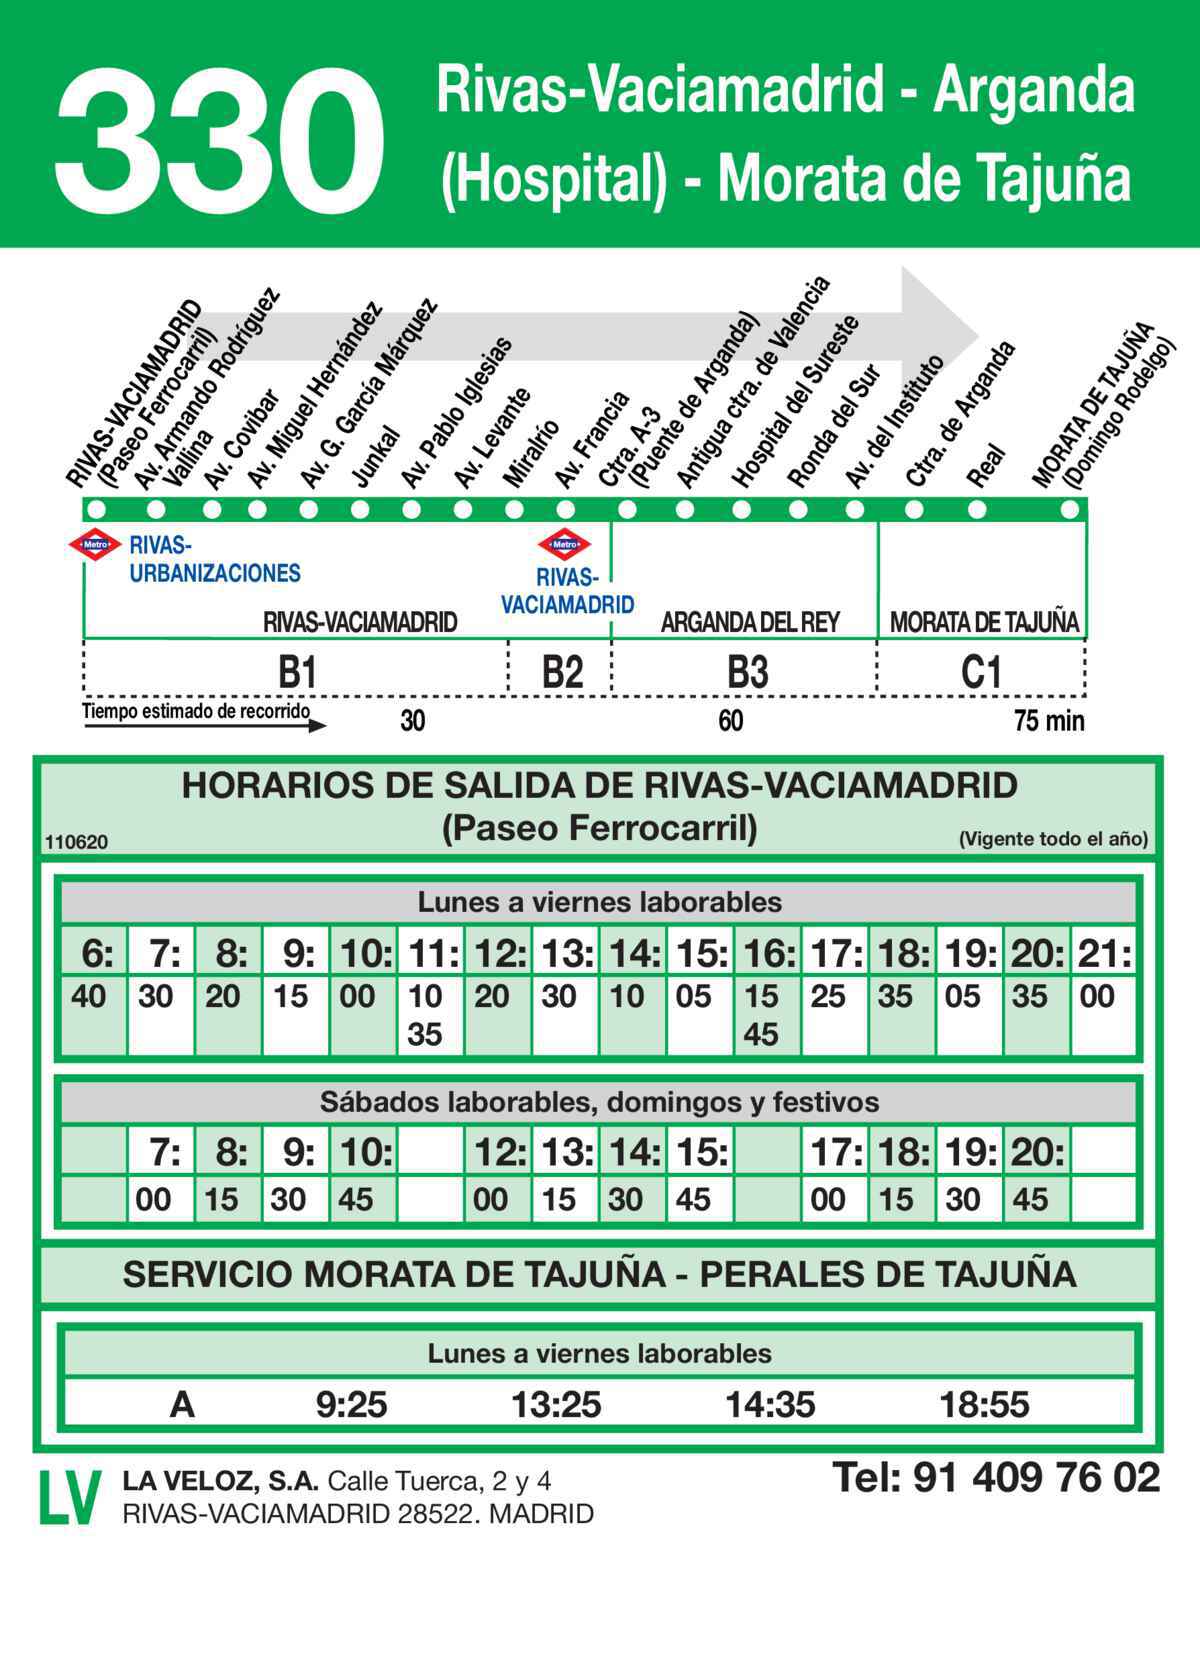 330
Rivas-Vaciamadrid - Arganda
(Hospital) - Morata de Tajuña
RIVAS-VACIAMADRID
(Paseo Ferrocarril)
Av. Armando Rodríguez
Vallina
Av. Covibar
Av. Miguel Hernández
Av. G. García Márquez
Junkal
Av. Pablo Iglesias
Av. Levante
Miralrío
Av. Francia
Ctra. A-3
(Puente de Arganda)
Antigua ctra. de Valencia
Hospital del Sureste
Ronda del Sur
Av. del Instituto
Ctra. de Arganda
Real
MORATA DE TAJUÑA
(Domingo Rodelgo)
Metro
RIVAS-
URBANIZACIONES
Metro
RIVAS-
VACIAMADRID
RIVAS-VACIAMADRID
ARGANDA DEL REY
MORATA DE TAJUÑA
B1 B2 B3 C1
Tiempo estimado de recorrido
30 60 75 min
HORARIOS DE SALIDA DE RIVAS-VACIAMADRID
(Paseo Ferrocarril)
110620
(Vigente todo el año)
Lunes a viernes laborables
6: 7: 8: 9: 10: 11: 12: 13: 14: 15: 16: 17: 18: 19: 20: 21:
40 30 20 15 00 10 20 30 10 05 15 25 35 05 35 00
35 45
Sábados laborables, domingos y festivos
7: 8: 9: 10: 12: 13: 14: 15: 17: 18: 19: 20:
00 15 30 45 00 15 30 45 00 15 30 45
SERVICIO MORATA DE TAJUÑA - PERALES DE TAJUÑA
Lunes a viernes laborables
A 9:25 13:25 14:35 18:55
LV
LA VELOZ, S.A. Calle Tuerca, 2 y 4
RIVAS-VACIAMADRID 28522. MADRID
Tel: 91 409 76 02